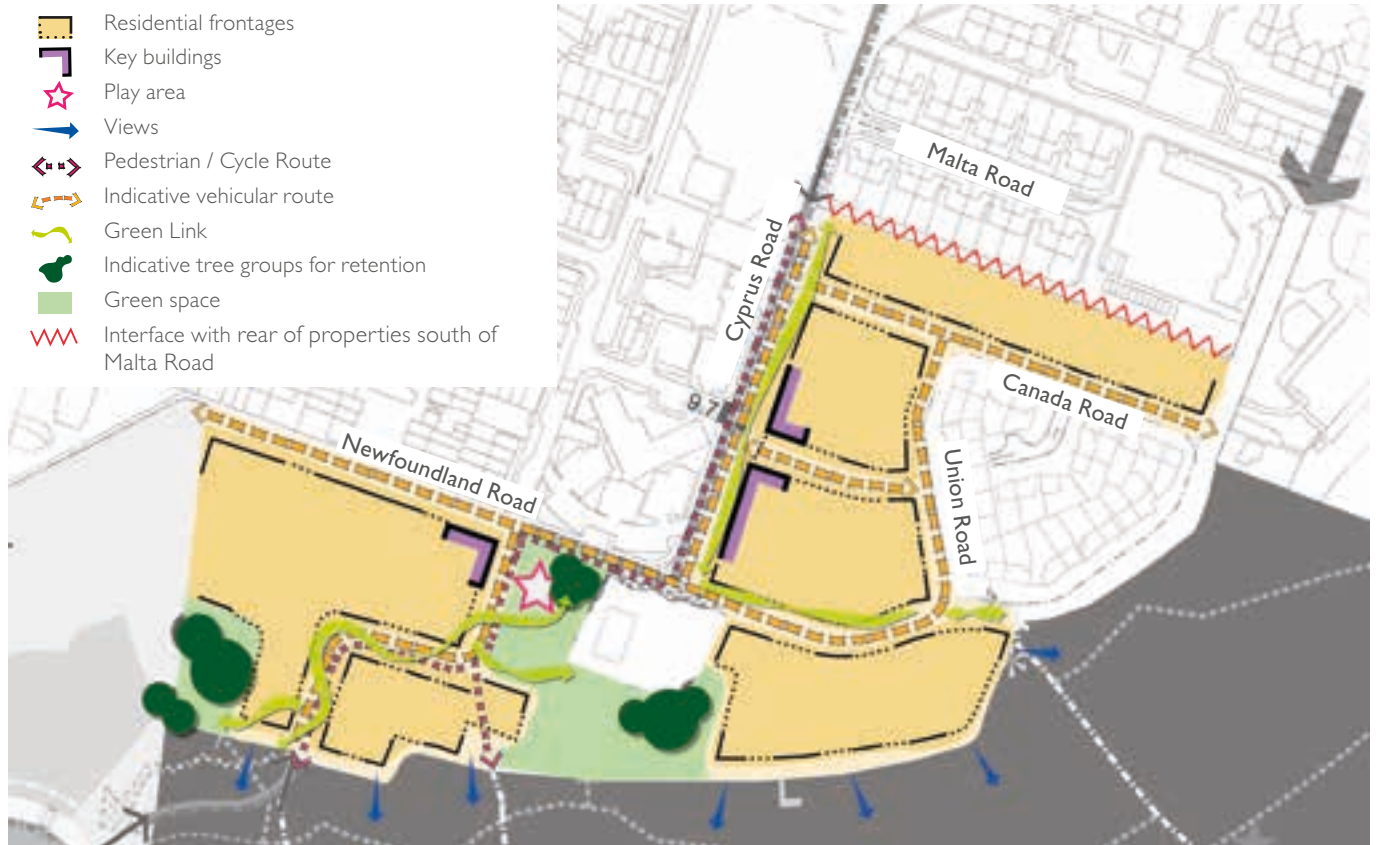 Residential frontages
Key buildings
Play area
Views
Pedestrian / Cycle Route
Indicative vehicular route
Green Link
Indicative tree groups for retention
Green space
Interface with rear of properties south of
Malta Road
Malta Road
Cyprus Road
Canada Road
Newfoundland Road
Union Road